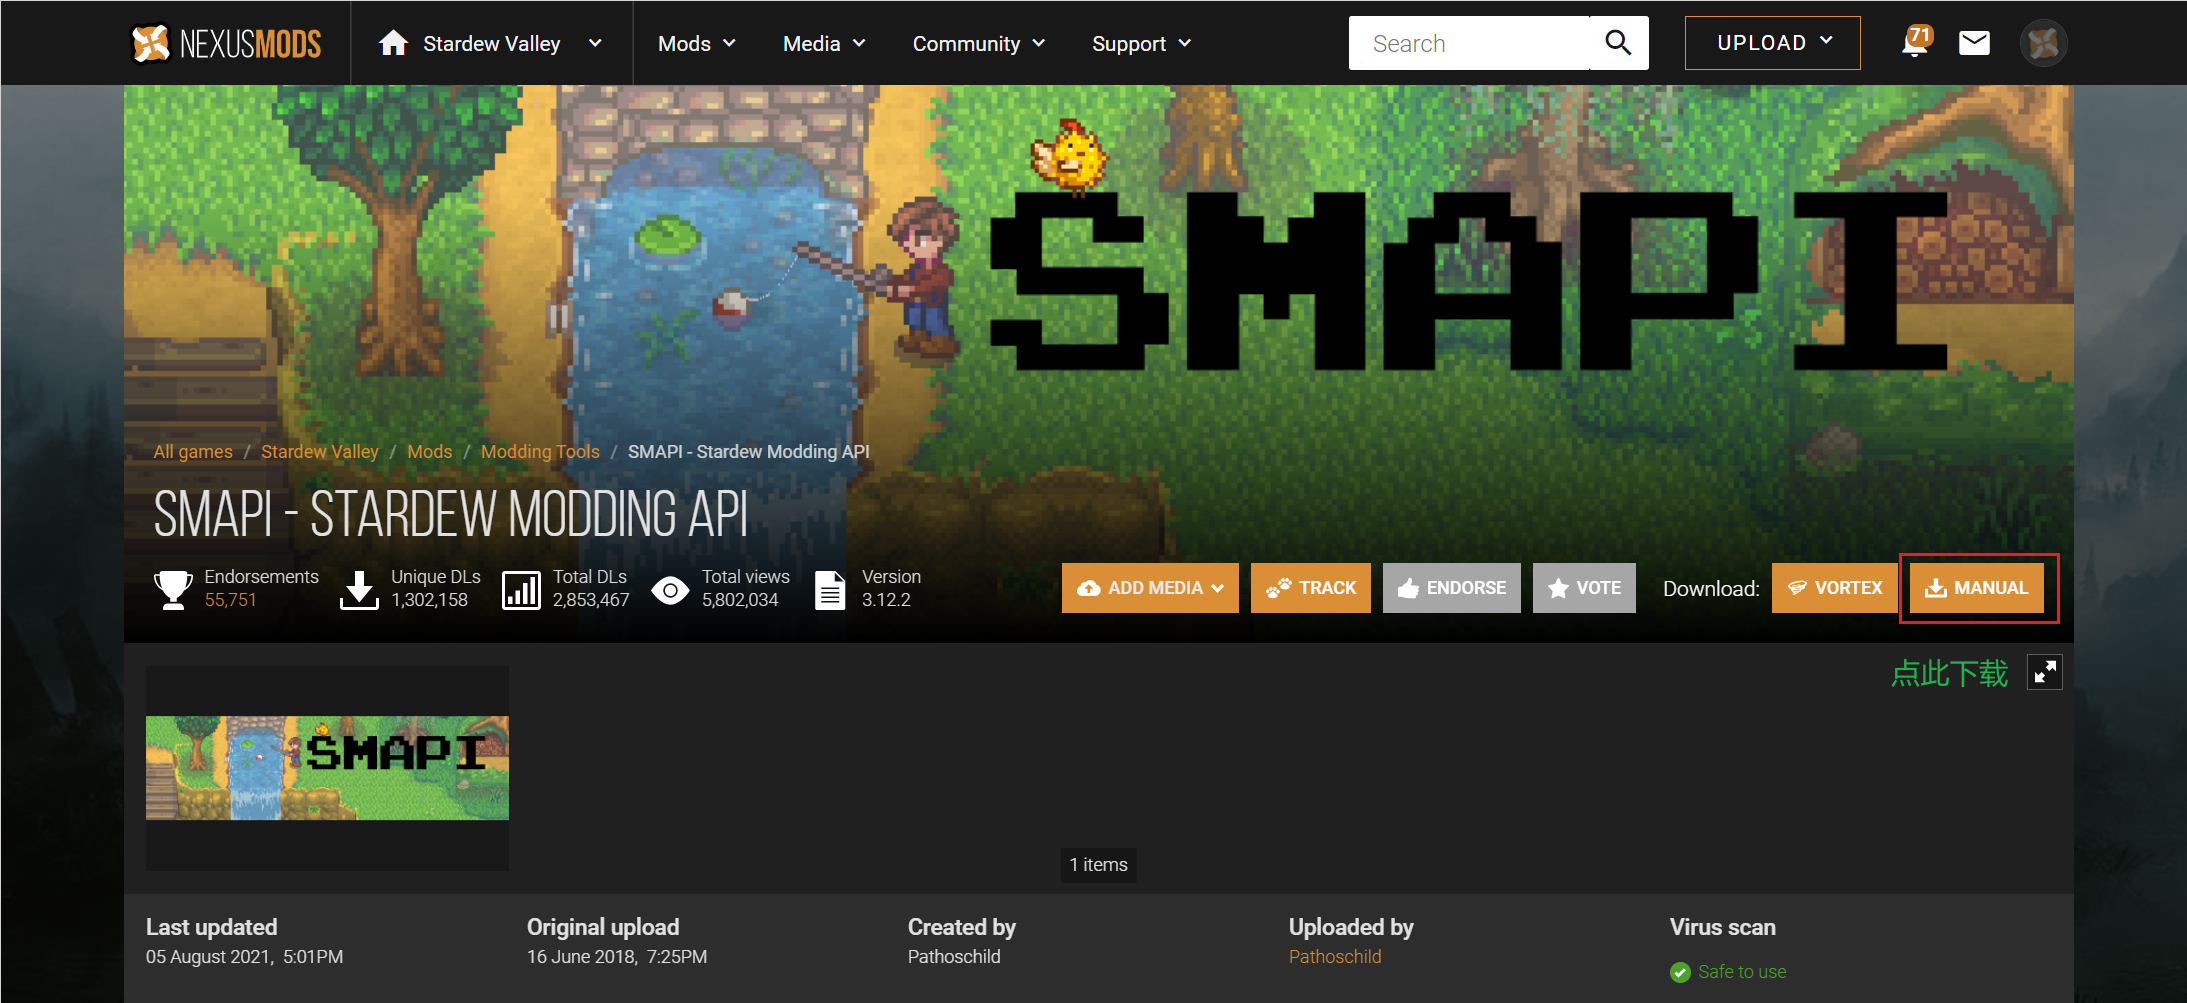 NEXUSMODS
Stardew Valley
Mods
Media
Community
Support
Search
UPLOAD
71
SMAPI
All games / Stardew Valley / Mods / Modding Tools / SMAPI - Stardew Modding API
SMAPI - STARDEW MODDING API
Endorsements
55,751
Unique DLs
1,302,158
Total DLs
2,853,467
Total views
5,802,034
Version
3.12.2
ADD MEDIA
TRACK
ENDORSE
VOTE
Download:
VORTEX
MANUAL
点此下载
SMAPI
1 items
Last updated
05 August 2021, 5:01PM
Original upload
16 June 2018, 7:25PM
Created by
Pathoschild
Uploaded by
Pathoschild
Virus scan
Safe to use